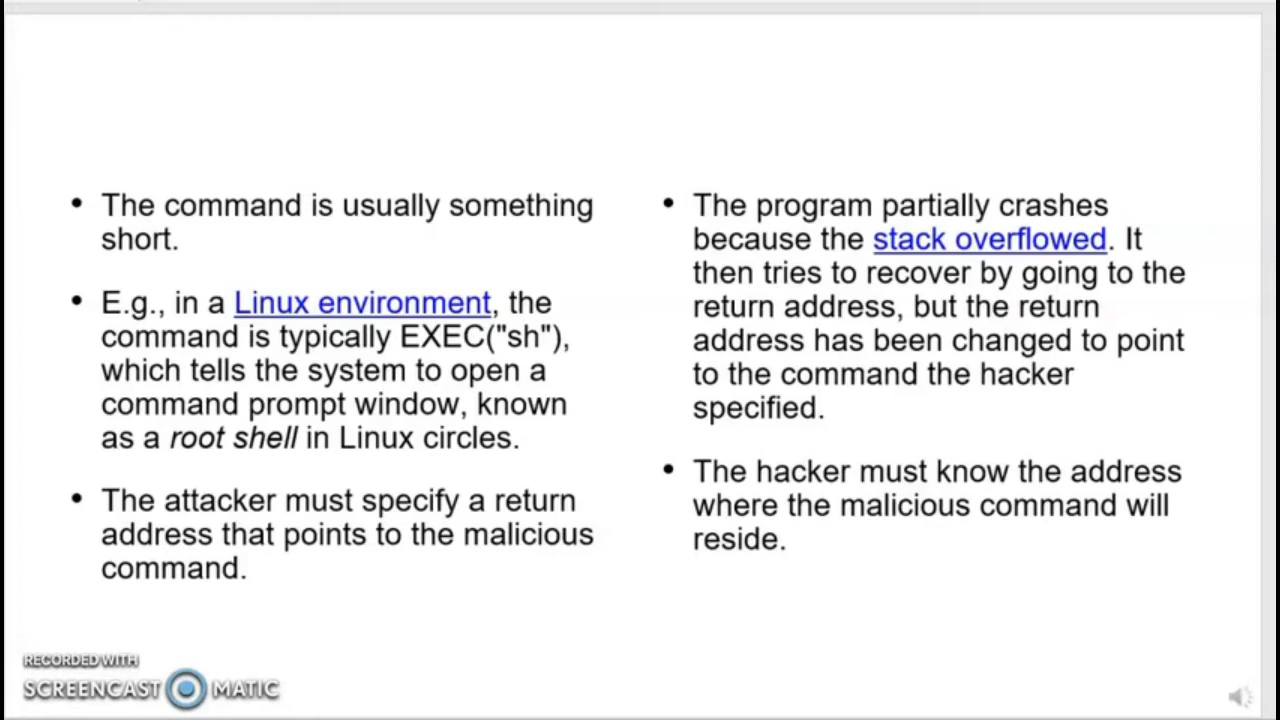 • The command is usually something
short.
• E.g., in a Linux environment, the
command is typically EXEC("sh"),
which tells the system to open a
command prompt window, known
as a root shell in Linux circles.
• The attacker must specify a return
address that points to the malicious
command.
• The program partially crashes
because the stack overflowed. It
then tries to recover by going to the
return address, but the return
address has been changed to point
to the command the hacker
specified.
• The hacker must know the address
where the malicious command will
reside.
RECORDED WITH
SCREENCAST MATIC